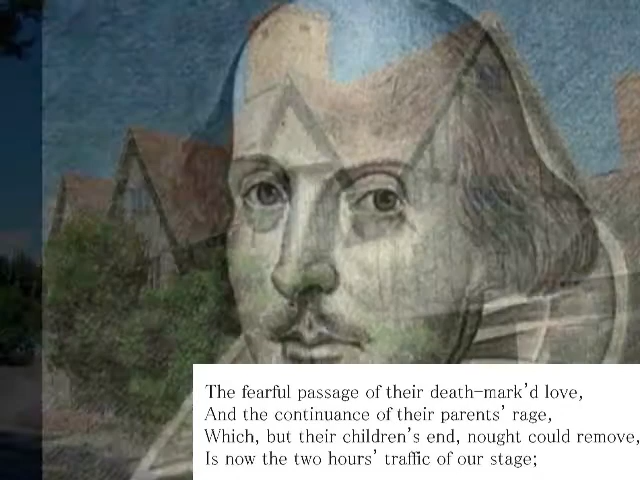 The fearful passage of their death-mark'd love,
And the continuance of their parents' rage,
Which, but their children's end, nought could remove,
Is now the two hours' traffic of our stage;